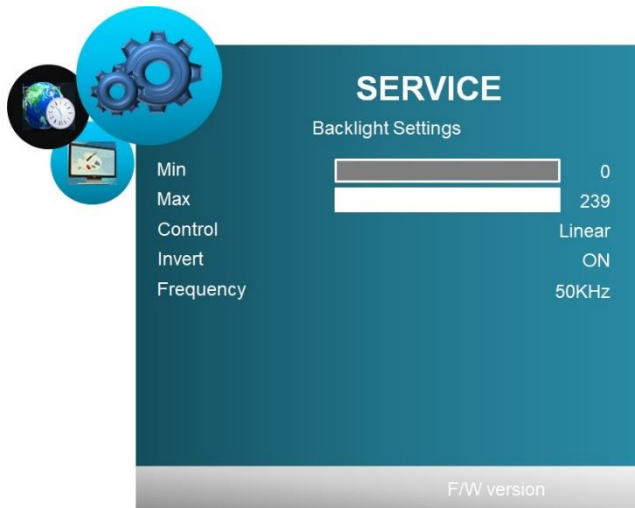 SERVICE
Backlight Settings
Min 0
Max 239
Control Linear
Invert ON
Frequency 50KHz
F/W version